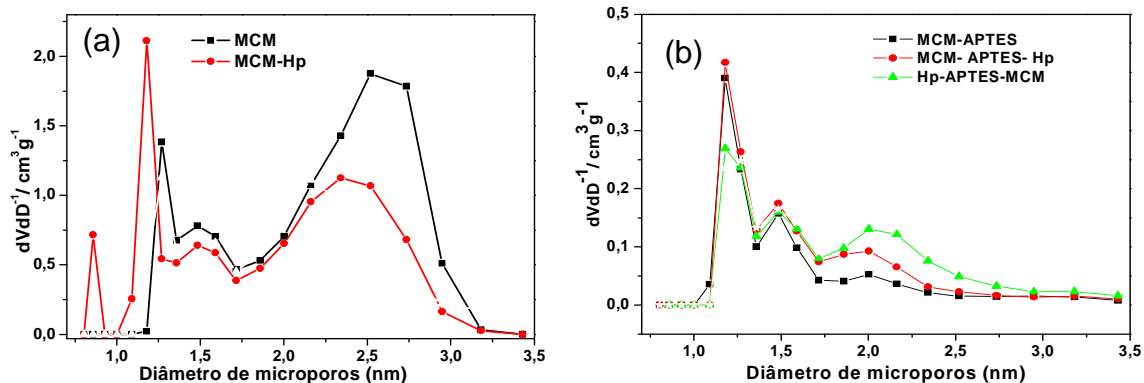 (a)
MCM
MCM-Hp
2,0
1,5
1,0
0,5
0,0
dVdD⁻¹/ cm³g⁻¹
1,0 1,5 2,0 2,5 3,0 3,5
Diâmetro de microporos (nm)
(b)
MCM-APTES
MCM- APTES- Hp
Hp-APTES-MCM
0,4
0,3
0,2
0,1
0,0
dVdD⁻¹/ cm³g⁻¹
1,0 1,5 2,0 2,5 3,0 3,5
Diâmetro de microporos (nm)